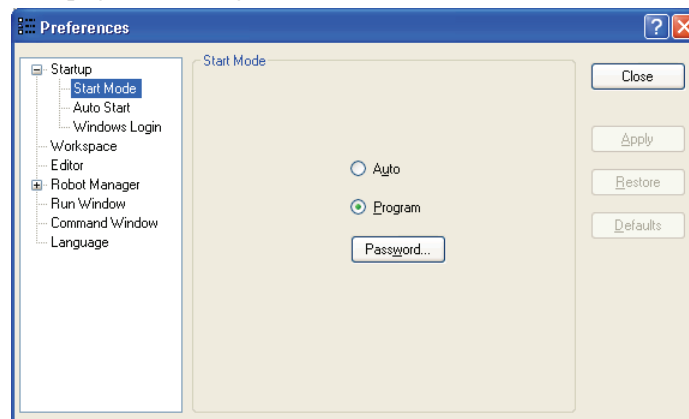 Preferences
Startup
Start Mode
Auto Start
Windows Login
Workspace
Editor
Robot Manager
Run Window
Command Window
Language
Start Mode
Auto
Program
Password...
Close
Apply
Restore
Defaults